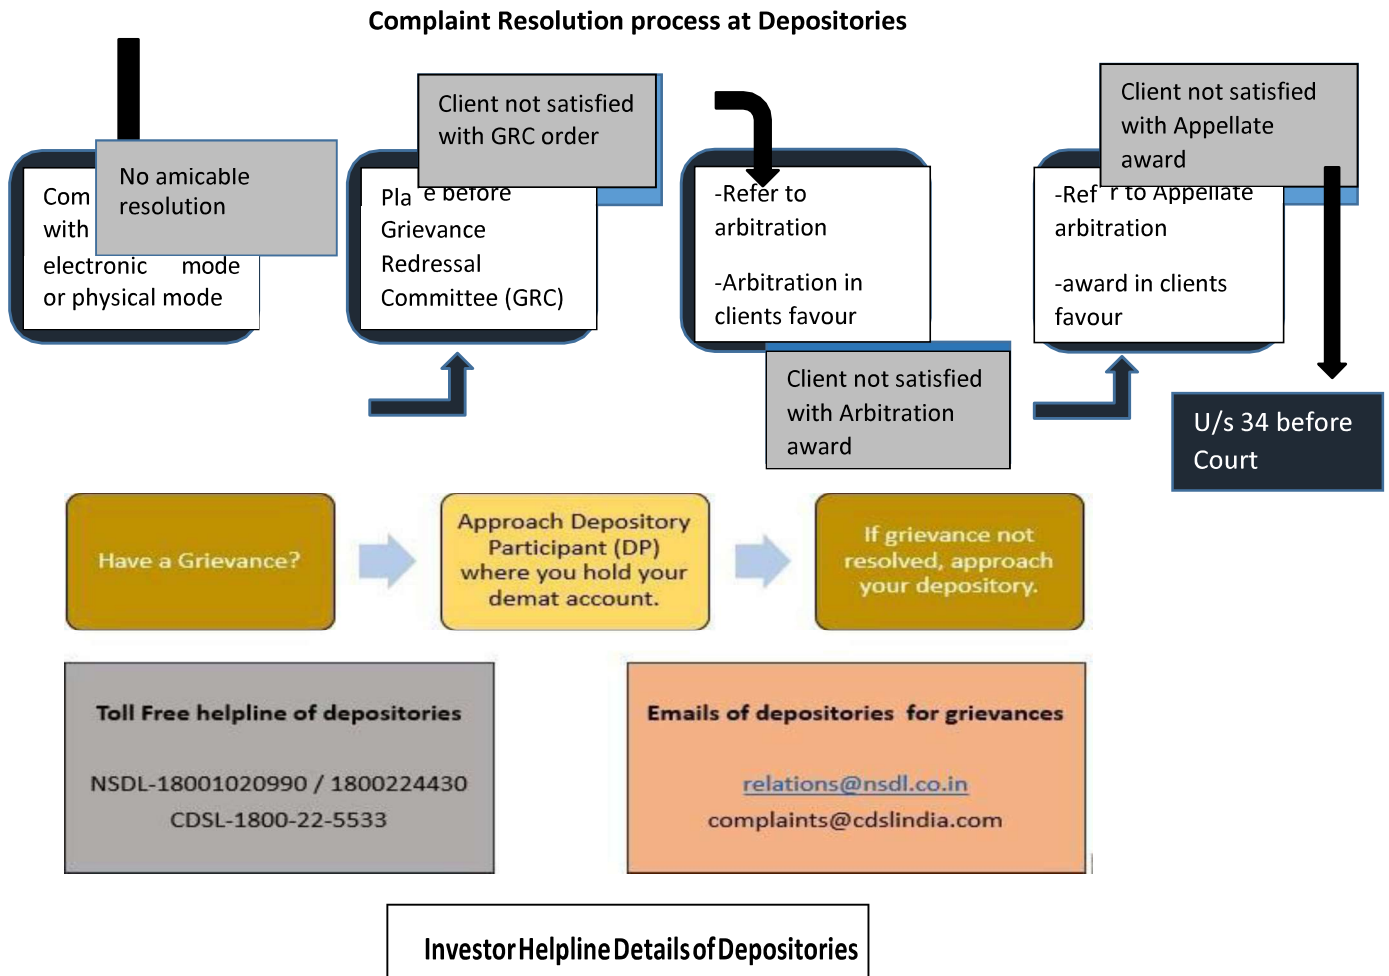 Complaint Resolution process at Depositories
Com
with
electronic mode
or physical mode
No amicable
resolution
Pla e before
Grievance
Redressal
Committee (GRC)
Client not satisfied
with GRC order
-Refer to
arbitration
-Arbitration in
clients favour
Client not satisfied
with Arbitration
award
-Ref r to Appellate
arbitration
-award in clients
favour
Client not satisfied
with Appellate
award
U/s 34 before
Court
Have a Grievance?
Approach Depository
Participant (DP)
where you hold your
demat account.
If grievance not
resolved, approach
your depository.
Toll Free helpline of depositories
NSDL-18001020990 / 1800224430
CDSL-1800-22-5533
Emails of depositories for grievances
relations@nsdl.co.in
complaints@cdslindia.com
Investor Helpline Details of Depositories